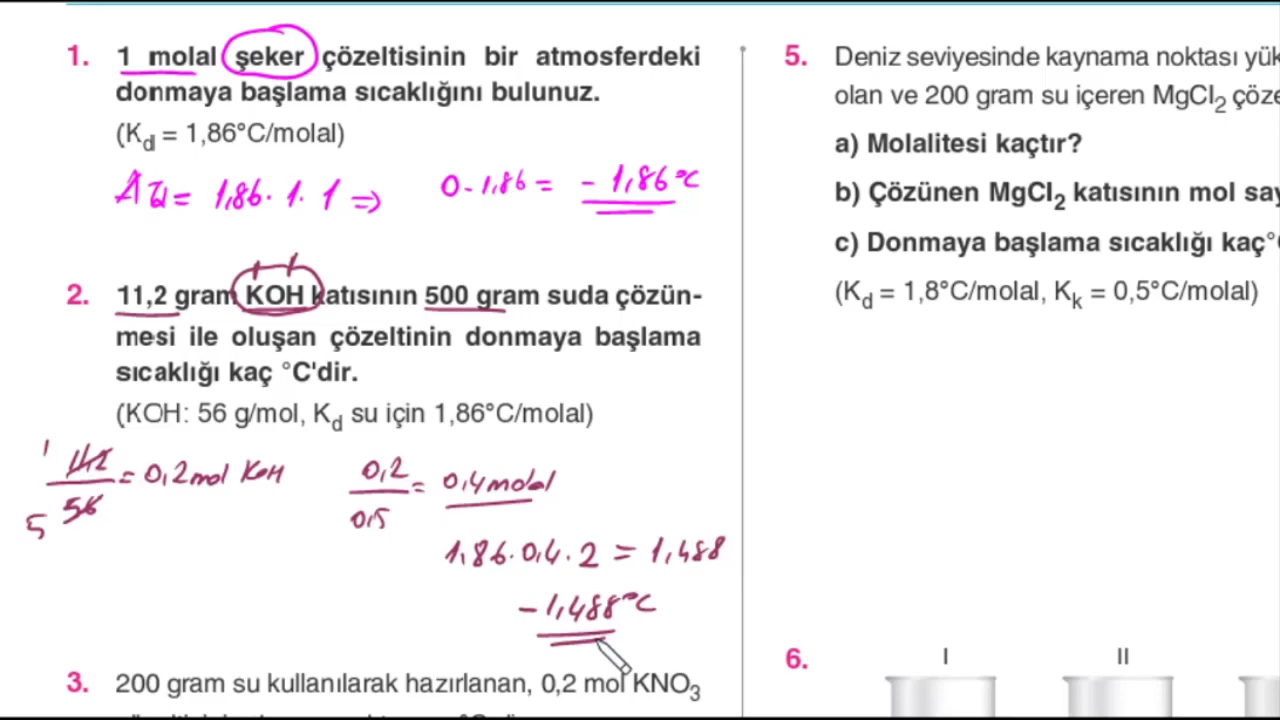 1. 1 molal şeker çözeltisinin bir atmosferdeki
donmaya başlama sıcaklığını bulunuz.
(Kd = 1,86°C/molal)
ΔTd = 1,86. 1. 1 ⇒ 0-1,86 = -1,86 °C
2. 11,2 gram KOH katısının 500 gram suda çözün-
mesi ile oluşan çözeltinin donmaya başlama
sıcaklığı kaç °C'dir.
(KOH: 56 g/mol, Kd su için 1,86°C/molal)
1 11,2
5 56
= 0,2 mol KOH
0,2
0,5
= 0,4 molal
1,86.0,4.2 = 1,488
-1,488 °C
3. 200 gram su kullanılarak hazırlanan, 0,2 mol KNO3
5. Deniz seviyesinde kaynama noktası
olan ve 200 gram su içeren MgCl2
a) Molalitesi kaçtır?
b) Çözünen MgCl2 katısının mol
c) Donmaya başlama sıcaklığı kaç
(Kd = 1,8°C/molal, Kk = 0,5°C/molal)
6. I II